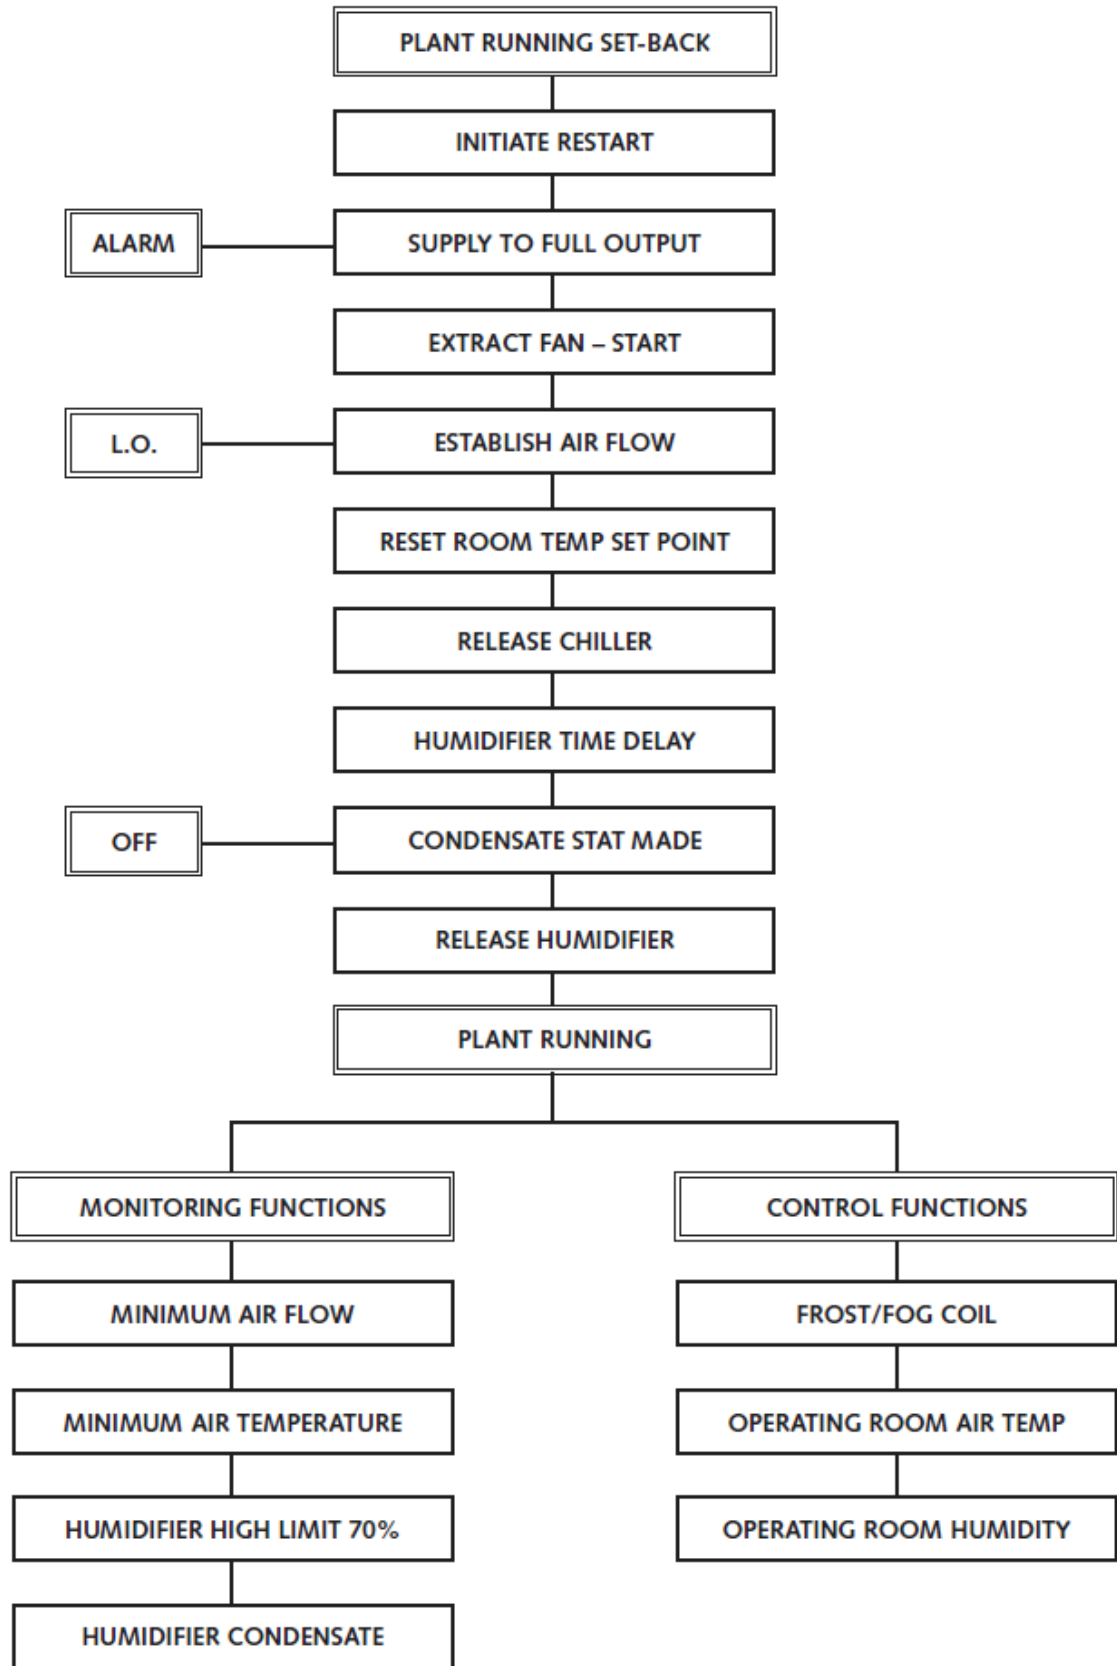 PLANT RUNNING SET-BACK
INITIATE RESTART
ALARM
SUPPLY TO FULL OUTPUT
EXTRACT FAN – START
L.O.
ESTABLISH AIR FLOW
RESET ROOM TEMP SET POINT
RELEASE CHILLER
HUMIDIFIER TIME DELAY
OFF
CONDENSATE STAT MADE
RELEASE HUMIDIFIER
PLANT RUNNING
MONITORING FUNCTIONS
CONTROL FUNCTIONS
MINIMUM AIR FLOW
FROST/FOG COIL
MINIMUM AIR TEMPERATURE
OPERATING ROOM AIR TEMP
HUMIDIFIER HIGH LIMIT 70%
OPERATING ROOM HUMIDITY
HUMIDIFIER CONDENSATE